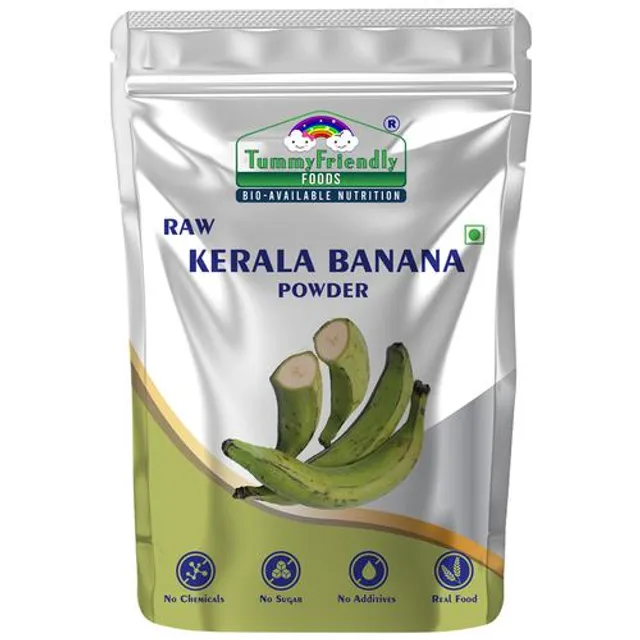 ®
TummyFriendly
FOODS
BIO-AVAILABLE NUTRITION
RAW
KERALA BANANA
POWDER
No Chemicals
No Sugar
No Additives
Real Food